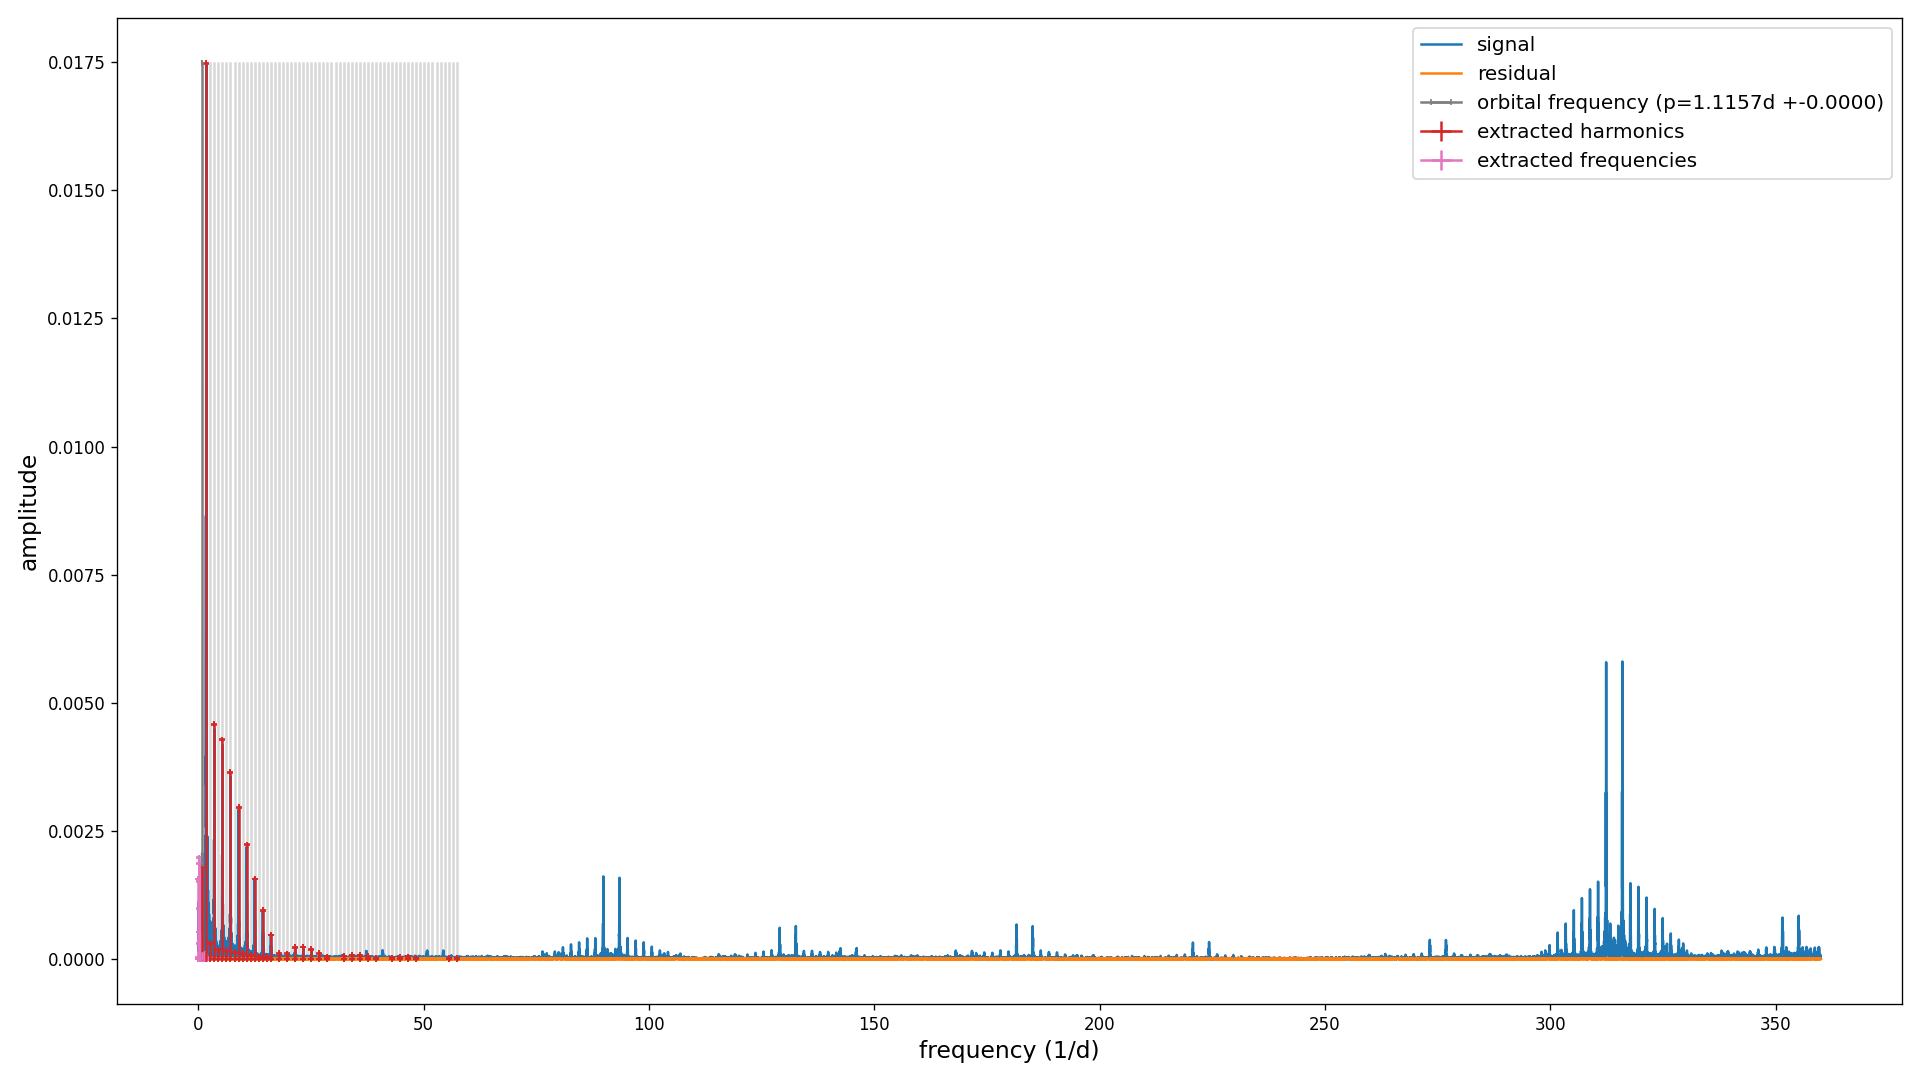 signal
residual
orbital frequency (p=1.1157d +-0.0000)
extracted harmonics
extracted frequencies
0.0175
0.0150
0.0125
0.0100
0.0075
0.0050
0.0025
0.0000
amplitude
0 50 100 150 200 250 300 350
frequency (1/d)